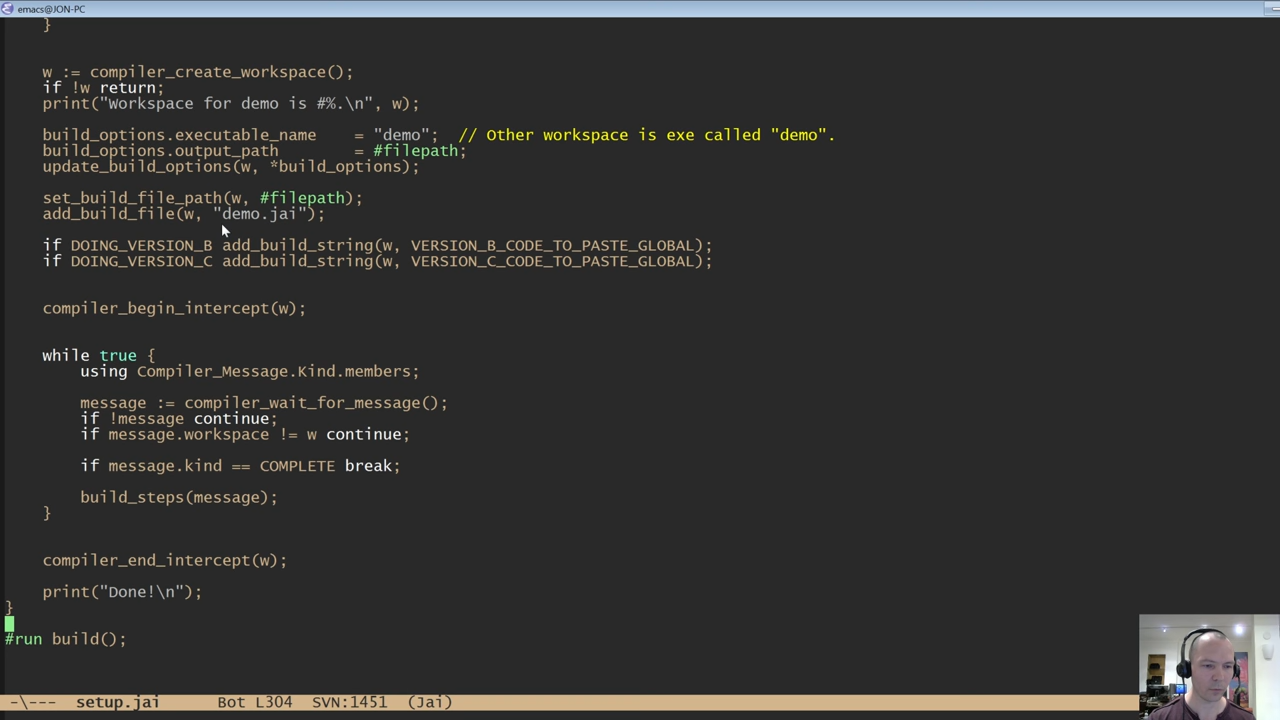 emacs@JON-PC
}
w := compiler_create_workspace();
if !w return;
print("Workspace for demo is #%.\n", w);
build_options.executable_name    = "demo";  // Other workspace is exe called "demo".
build_options.output_path        = #filepath;
update_build_options(w, *build_options);
set_build_file_path(w, #filepath);
add_build_file(w, "demo.jai");
if DOING_VERSION_B add_build_string(w, VERSION_B_CODE_TO_PASTE_GLOBAL);
if DOING_VERSION_C add_build_string(w, VERSION_C_CODE_TO_PASTE_GLOBAL);
compiler_begin_intercept(w);
while true {
using Compiler_Message.Kind.members;
message := compiler_wait_for_message();
if !message continue;
if message.workspace != w continue;
if message.kind == COMPLETE break;
build_steps(message);
}
compiler_end_intercept(w);
print("Done!\n");
}
#run build();
-\---  setup.jai      Bot L304  SVN:1451  (Jai)